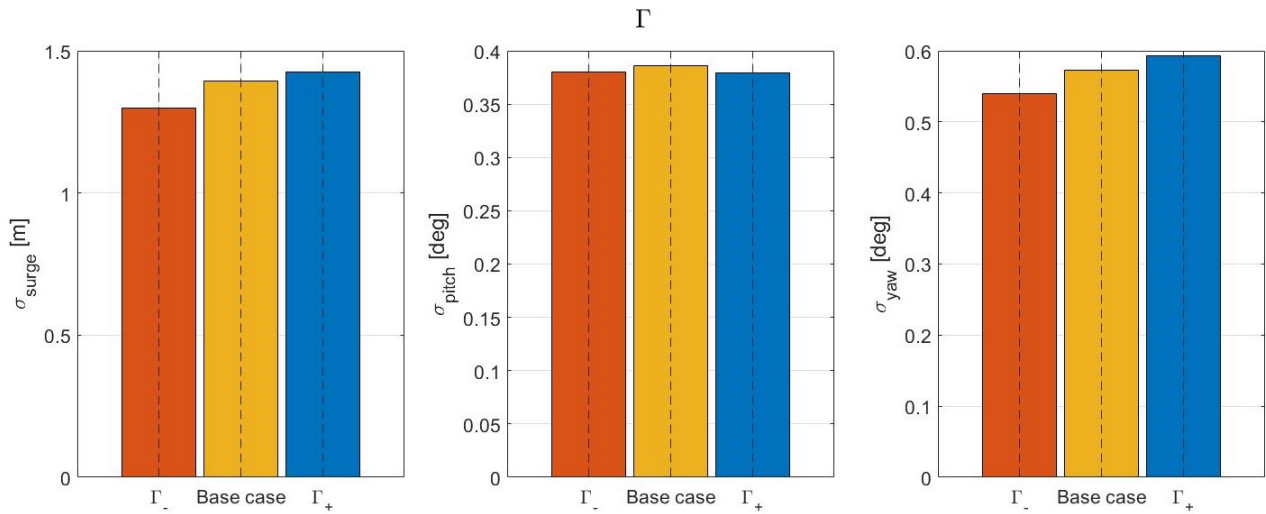 Γ
σ_surge [m]
1.5
1
0.5
0
Γ_- Base case Γ_+
σ_pitch [deg]
0.4
0.35
0.3
0.25
0.2
0.15
0.1
0.05
0
Γ_- Base case Γ_+
σ_yaw [deg]
0.6
0.5
0.4
0.3
0.2
0.1
0
Γ_- Base case Γ_+